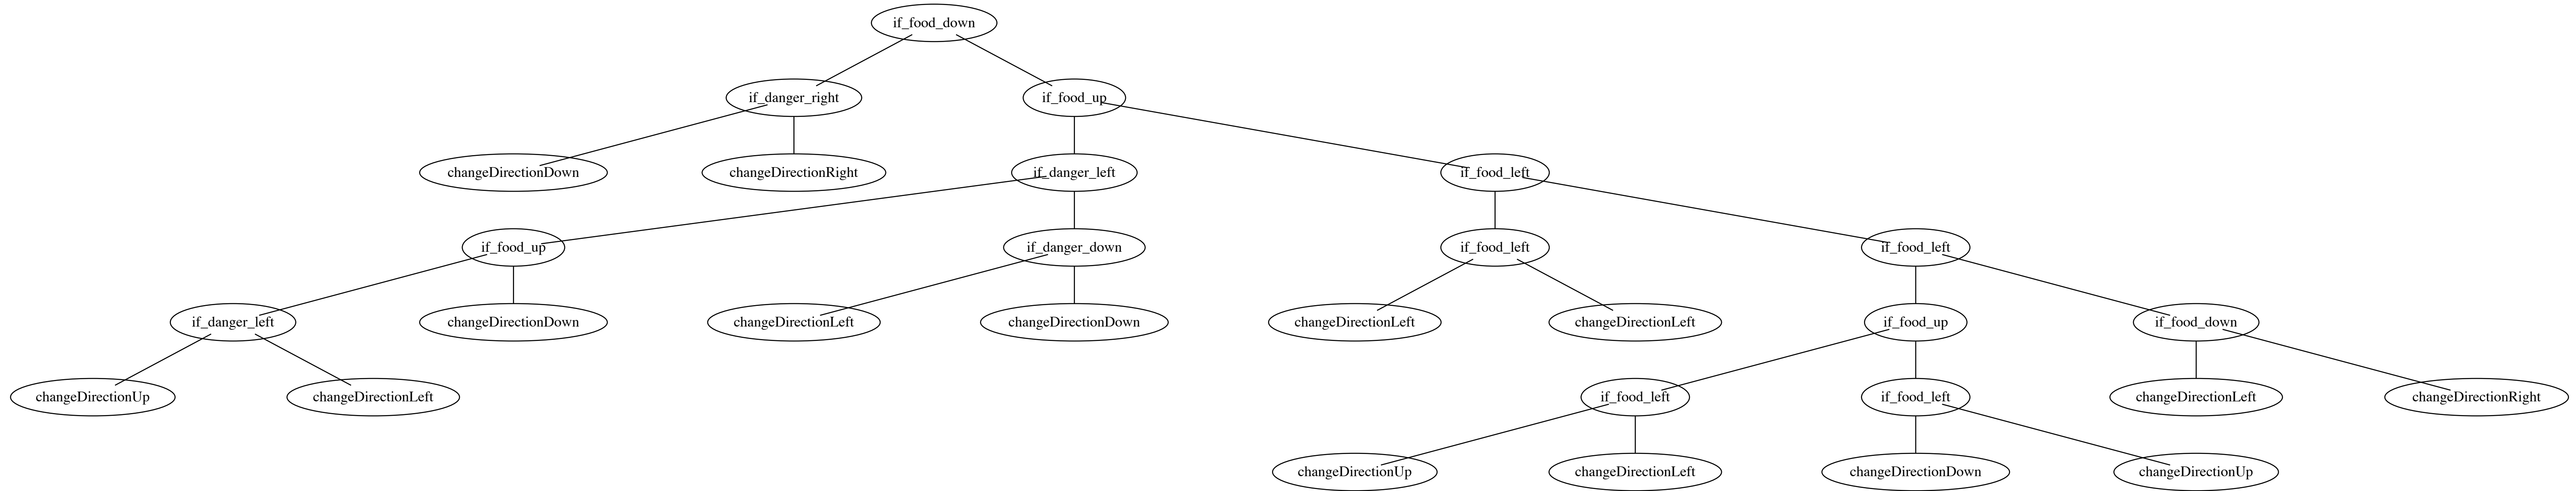 if_food_down
if_danger_right
if_food_up
changeDirectionDown
changeDirectionRight
if_danger_left
if_food_left
if_food_up
if_danger_down
if_food_left
if_food_left
if_danger_left
changeDirectionDown
changeDirectionLeft
changeDirectionDown
changeDirectionLeft
changeDirectionLeft
if_food_up
if_food_down
changeDirectionUp
changeDirectionLeft
if_food_left
if_food_left
changeDirectionLeft
changeDirectionRight
changeDirectionUp
changeDirectionLeft
changeDirectionDown
changeDirectionUp